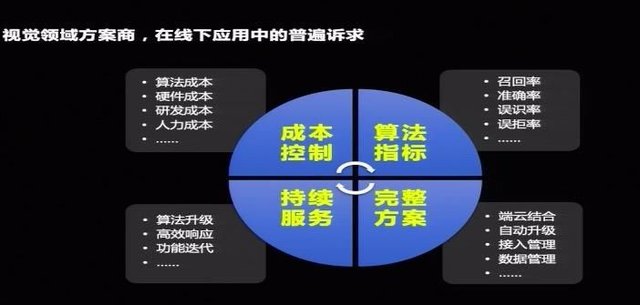 视觉领域方案商，在线下应用中的普遍诉求
• 算法成本
• 硬件成本
• 研发成本
• 人力成本
• ......
• 召回率
• 准确率
• 误识率
• 误拒率
• ......
成本
控制
算法
指标
持续
服务
完整
方案
• 算法升级
• 高效响应
• 功能迭代
• ......
• 端云结合
• 自动升级
• 接入管理
• 数据管理
• ......